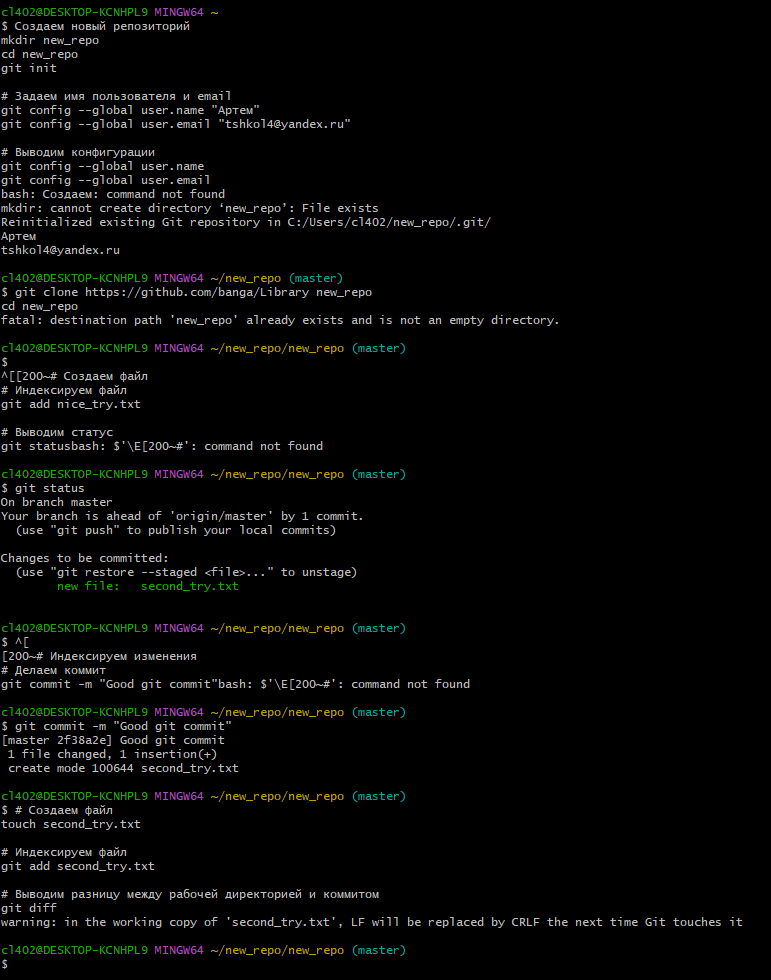 cl402@DESKTOP-KCNHPL9 MINGW64 ~
$ Создаем новый репозиторий
mkdir new_repo
cd new_repo
git init
# Задаем имя пользователя и email
git config --global user.name "Артем"
git config --global user.email "tshkol4@yandex.ru"
# Выводим конфигурации
git config --global user.name
git config --global user.email
bash: Создаем: command not found
mkdir: cannot create directory ‘new_repo’: File exists
Reinitialized existing Git repository in C:/Users/cl402/new_repo/.git/
Артем
tshkol4@yandex.ru
cl402@DESKTOP-KCNHPL9 MINGW64 ~/new_repo (master)
$ git clone https://github.com/banga/Library new_repo
cd new_repo
fatal: destination path 'new_repo' already exists and is not an empty directory.
cl402@DESKTOP-KCNHPL9 MINGW64 ~/new_repo/new_repo (master)
$
^[[200~# Создаем файл
# Индексируем файл
git add nice_try.txt
# Выводим статус
git statusbash: $'\E[200~#': command not found
cl402@DESKTOP-KCNHPL9 MINGW64 ~/new_repo/new_repo (master)
$ git status
On branch master
Your branch is ahead of 'origin/master' by 1 commit.
  (use "git push" to publish your local commits)
Changes to be committed:
  (use "git restore --staged <file>..." to unstage)
        new file:   second_try.txt
cl402@DESKTOP-KCNHPL9 MINGW64 ~/new_repo/new_repo (master)
$ ^[
[200~# Индексируем изменения
# Делаем коммит
git commit -m "Good git commit"bash: $'\E[200~#': command not found
cl402@DESKTOP-KCNHPL9 MINGW64 ~/new_repo/new_repo (master)
$ git commit -m "Good git commit"
[master 2f38a2e] Good git commit
 1 file changed, 1 insertion(+)
 create mode 100644 second_try.txt
cl402@DESKTOP-KCNHPL9 MINGW64 ~/new_repo/new_repo (master)
$ # Создаем файл
touch second_try.txt
# Индексируем файл
git add second_try.txt
# Выводим разницу между рабочей директорией и коммитом
git diff
warning: in the working copy of 'second_try.txt', LF will be replaced by CRLF the next time Git touches it
cl402@DESKTOP-KCNHPL9 MINGW64 ~/new_repo/new_repo (master)
$